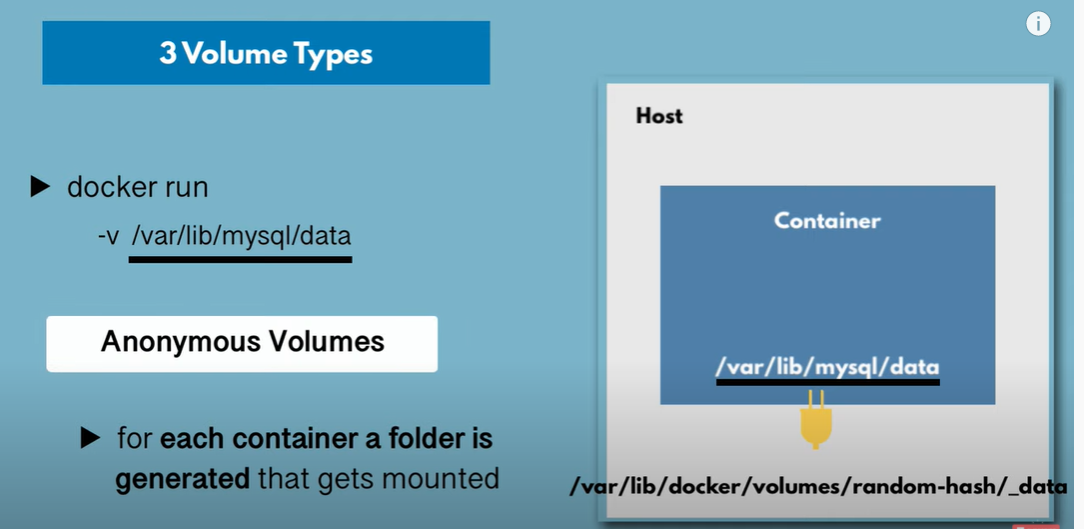 3 Volume Types
docker run
-v /var/lib/mysql/data
Anonymous Volumes
for each container a folder is
generated that gets mounted
Host
Container
/var/lib/mysql/data
/var/lib/docker/volumes/random-hash/_data
i